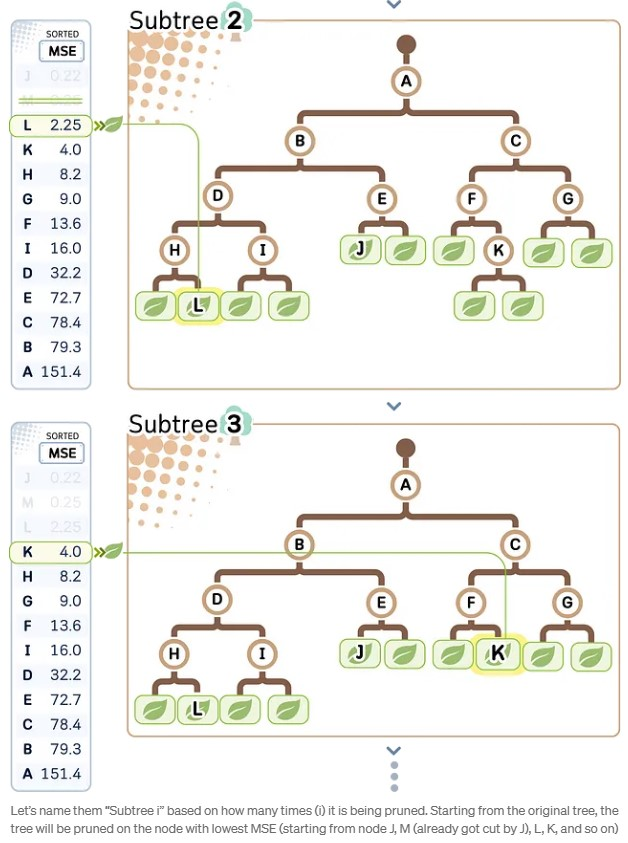 Subtree 2
SORTED
MSE
J 0.22
M 0.25
L 2.25
K 4.0
H 8.2
G 9.0
F 13.6
I 16.0
D 32.2
E 72.7
C 78.4
B 79.3
A 151.4
A
B C
D E F G
H I J K
L
Subtree 3
SORTED
MSE
J 0.22
M 0.25
L 2.25
K 4.0
H 8.2
G 9.0
F 13.6
I 16.0
D 32.2
E 72.7
C 78.4
B 79.3
A 151.4
A
B C
D E F G
H I J K
L
Let's name them “Subtree i” based on how many times (i) it is being pruned. Starting from the original tree, the
tree will be pruned on the node with lowest MSE (starting from node J, M (already got cut by J), L, K, and so on)